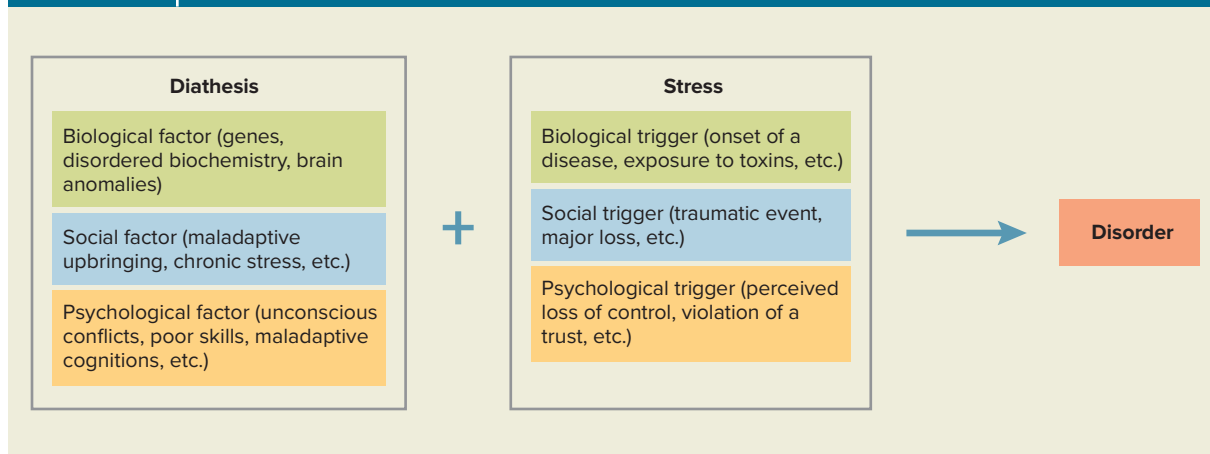 Diathesis
Biological factor (genes,
disordered biochemistry, brain
anomalies)
Social factor (maladaptive
upbringing, chronic stress, etc.)
Psychological factor (unconscious
conflicts, poor skills, maladaptive
cognitions, etc.)
+
Stress
Biological trigger (onset of a
disease, exposure to toxins, etc.)
Social trigger (traumatic event,
major loss, etc.)
Psychological trigger (perceived
loss of control, violation of a
trust, etc.)
Disorder